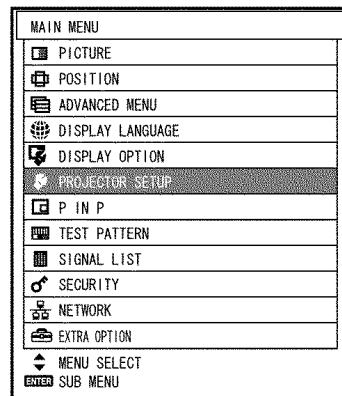 MAIN MENU
PICTURE
POSITION
ADVANCED MENU
DISPLAY LANGUAGE
DISPLAY OPTION
PROJECTOR SETUP
P IN P
TEST PATTERN
SIGNAL LIST
SECURITY
NETWORK
EXTRA OPTION
MENU SELECT
ENTER SUB MENU